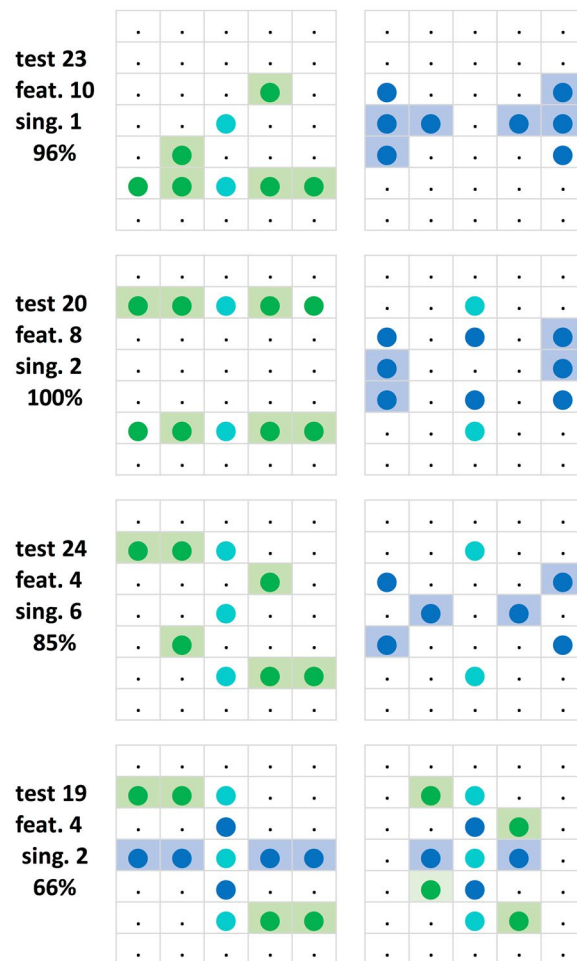 test 23
feat. 10
sing. 1
96%
test 20
feat. 8
sing. 2
100%
test 24
feat. 4
sing. 6
85%
test 19
feat. 4
sing. 2
66%